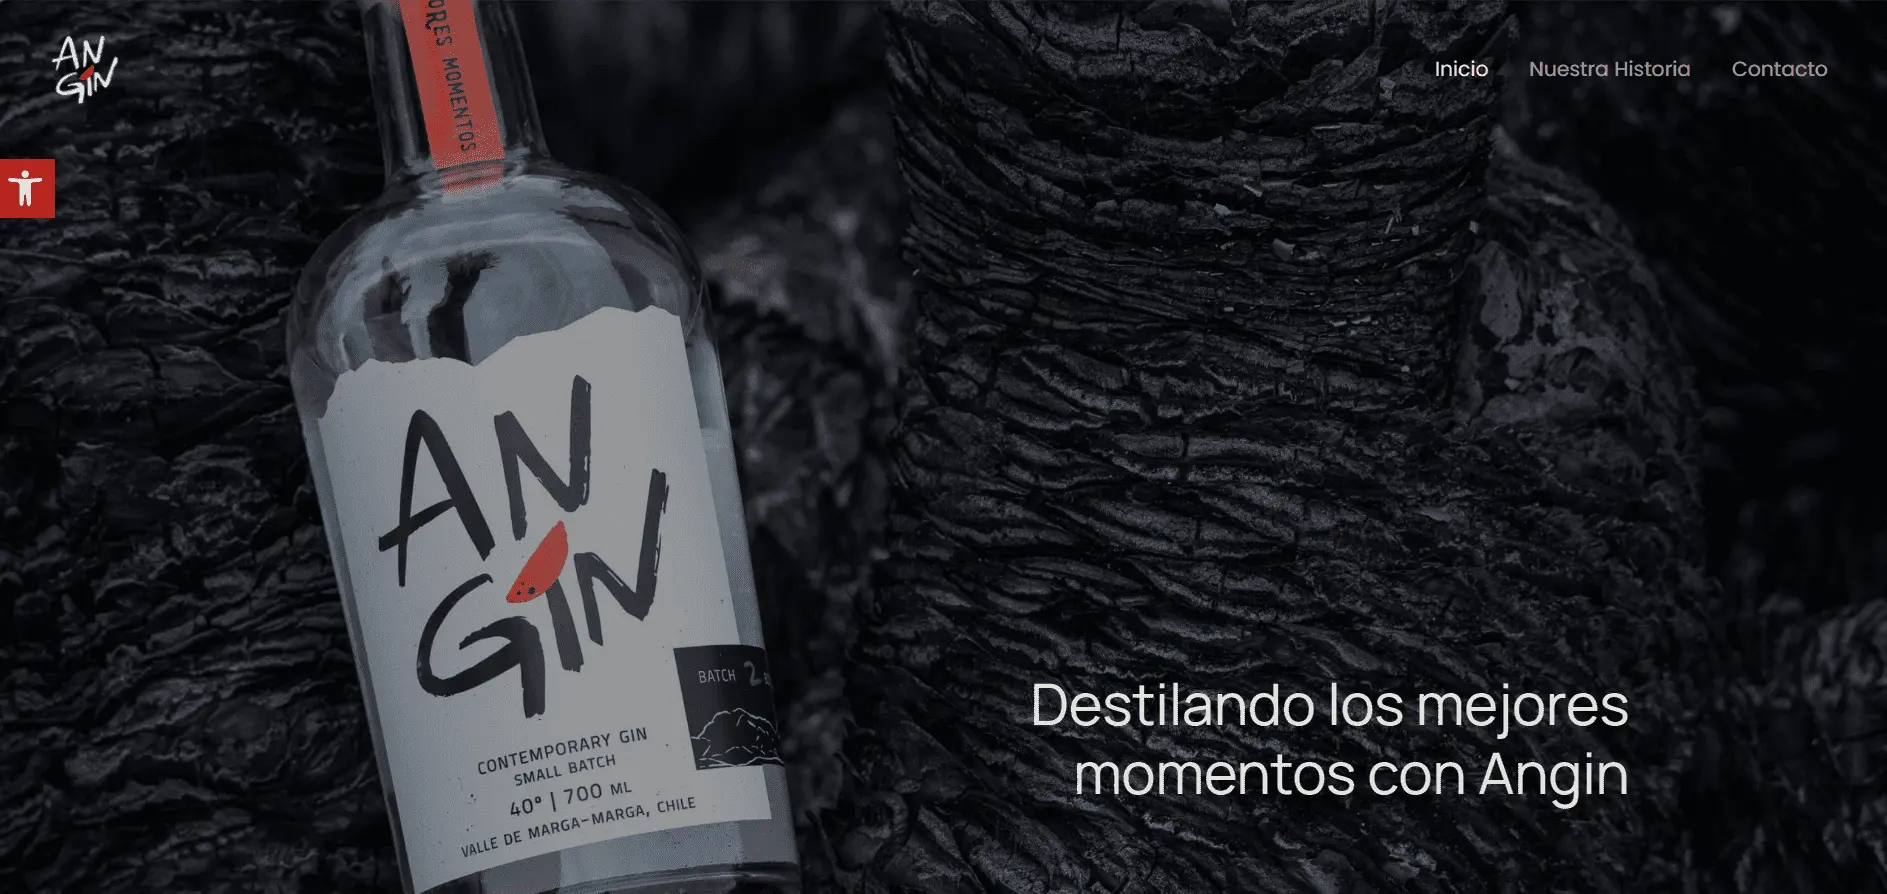 AN
GIN
Inicio
Nuestra Historia
Contacto
MOMENTOS
AN
GIN
BATCH 2
CONTEMPORARY GIN
SMALL BATCH
40° | 700 ML
VALLE DE MARGA-MARGA, CHILE
Destilando los mejores
momentos con Angin